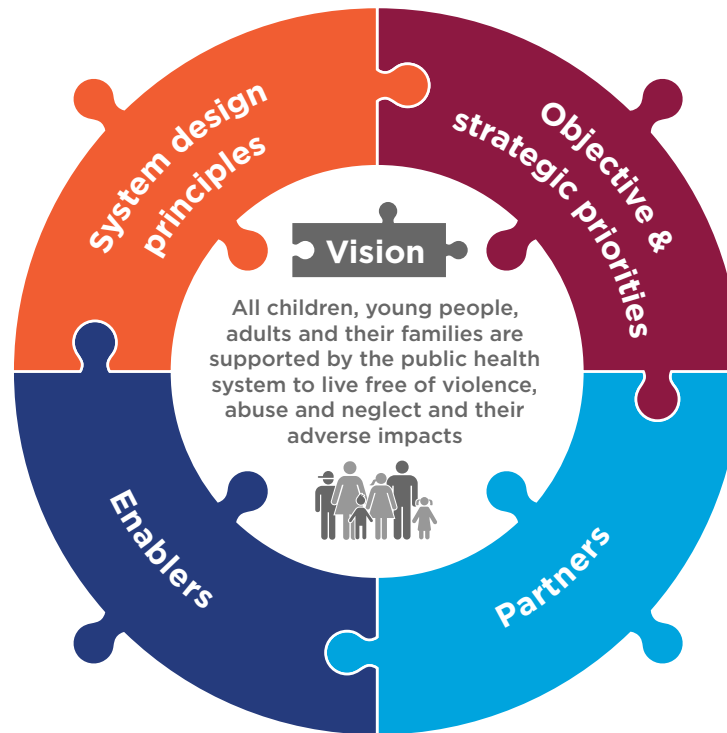 System design
principles
Objective &
strategic priorities
Vision
All children, young people,
adults and their families are
supported by the public health
system to live free of violence,
abuse and neglect and their
adverse impacts
Enablers
Partners